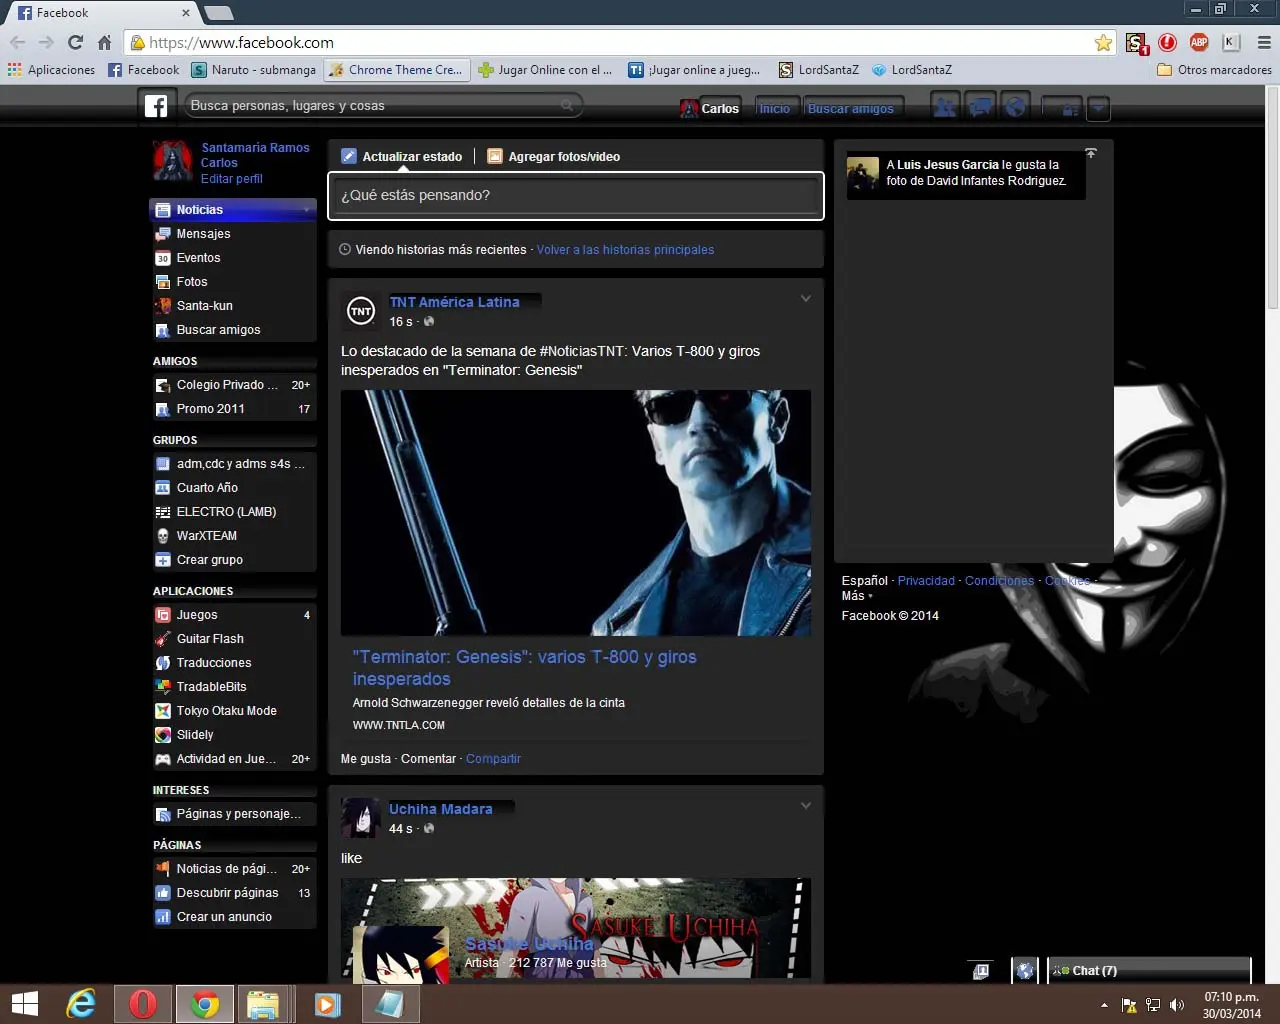 Facebook
https://www.facebook.com
1
ABP
K
Aplicaciones
Facebook
Naruto - submanga
Chrome Theme Cre...
Jugar Online con el ...
¡Jugar online a jueg...
LordSantaZ
LordSantaZ
Otros marcadores
Busca personas, lugares y cosas
Carlos
Inicio
Buscar amigos
Santamaria Ramos
Carlos
Editar perfil
Noticias
Mensajes
30 Eventos
Fotos
Santa-kun
Buscar amigos
AMIGOS
Colegio Privado ... 20+
Promo 2011 17
GRUPOS
adm,cdc y adms s4s ...
Cuarto Año
ELECTRO (LAMB)
WarXTEAM
Crear grupo
APLICACIONES
Juegos 4
Guitar Flash
Traducciones
TradableBits
Tokyo Otaku Mode
Slidely
Actividad en Jue... 20+
INTERESES
Páginas y personaje...
PÁGINAS
Noticias de pági... 20+
Descubrir páginas 13
Crear un anuncio
Actualizar estado
Agregar fotos/video
¿Qué estás pensando?
Viendo historias más recientes · Volver a las historias principales
TNT
TNT América Latina
16 s ·
Lo destacado de la semana de #NoticiasTNT: Varios T-800 y giros
inesperados en "Terminator: Genesis"
"Terminator: Genesis": varios T-800 y giros
inesperados
Arnold Schwarzenegger reveló detalles de la cinta
WWW.TNTLA.COM
Me gusta · Comentar · Compartir
Uchiha Madara
44 s ·
like
SASUKE UCHIHA
Sasuke Uchiha
Artista · 212 787 Me gusta
A Luis Jesus Garcia le gusta la
foto de David Infantes Rodriguez.
Español · Privacidad · Condiciones · Cookies ·
Más
Facebook © 2014
Chat (7)
07:10 p.m.
30/03/2014